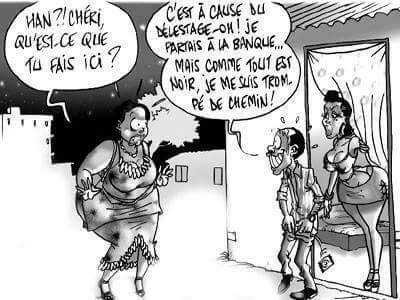 HAN?! CHÉRI,
QU'EST-CE QUE
TU FAIS ICI ?
C'EST À CAUSE DU
DÉLESTAGE-OH! JE
PARTAIS À LA BANQUE...
MAIS COMME TOUT EST
NOIR, JE ME SUIS TROM-
PÉ DE CHEMIN!